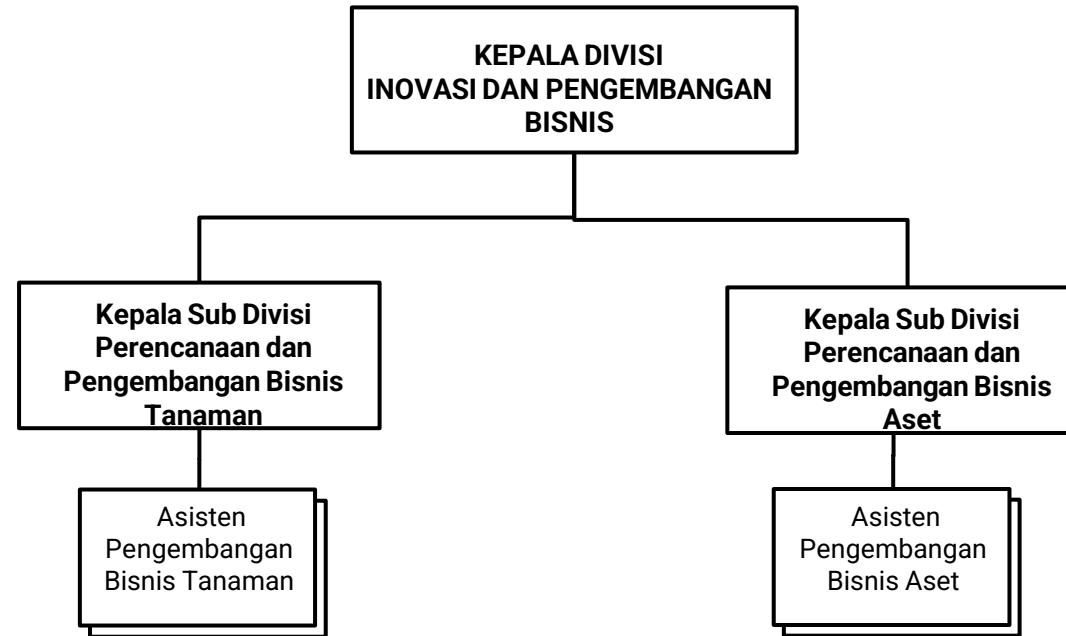 KEPALA DIVISI
INOVASI DAN PENGEMBANGAN
BISNIS
Kepala Sub Divisi
Perencanaan dan
Pengembangan Bisnis
Tanaman
Kepala Sub Divisi
Perencanaan dan
Pengembangan Bisnis
Aset
Asisten
Pengembangan
Bisnis Tanaman
Asisten
Pengembangan
Bisnis Aset